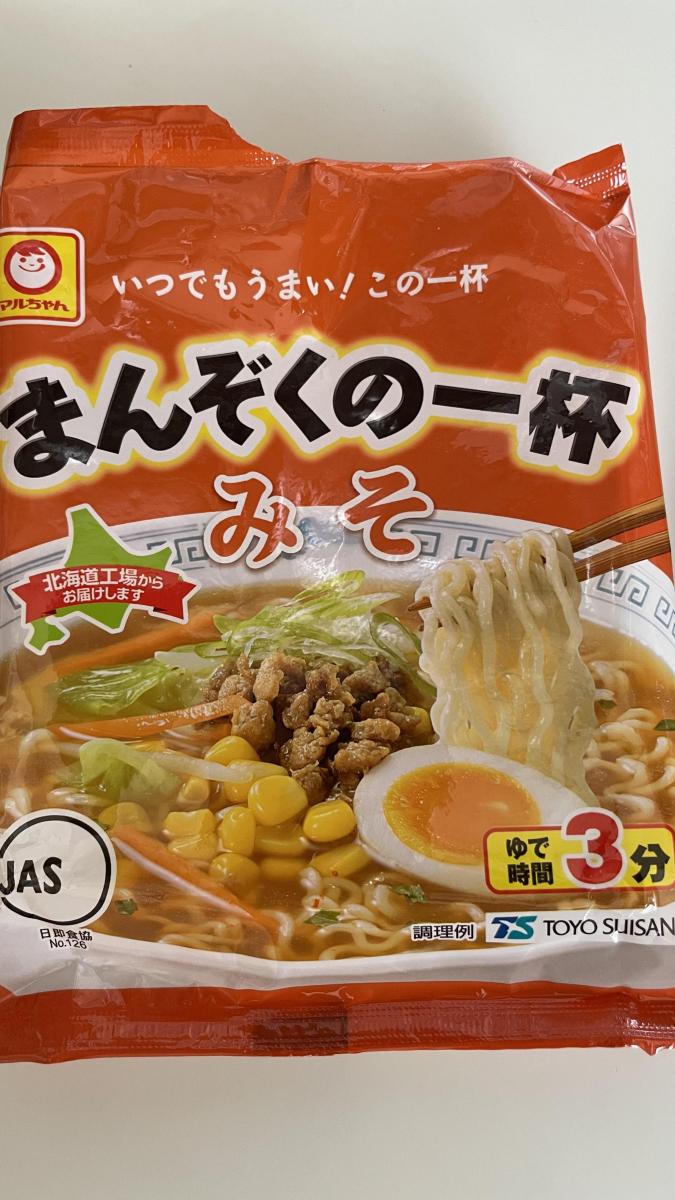 いつでもうまい!この一杯
マルちゃん
まんぞくの一杯
みそ
北海道工場から
お届けします
ゆで
時間
3分
JAS
日即食協
No.126
調理例
TS TOYO SUISAN